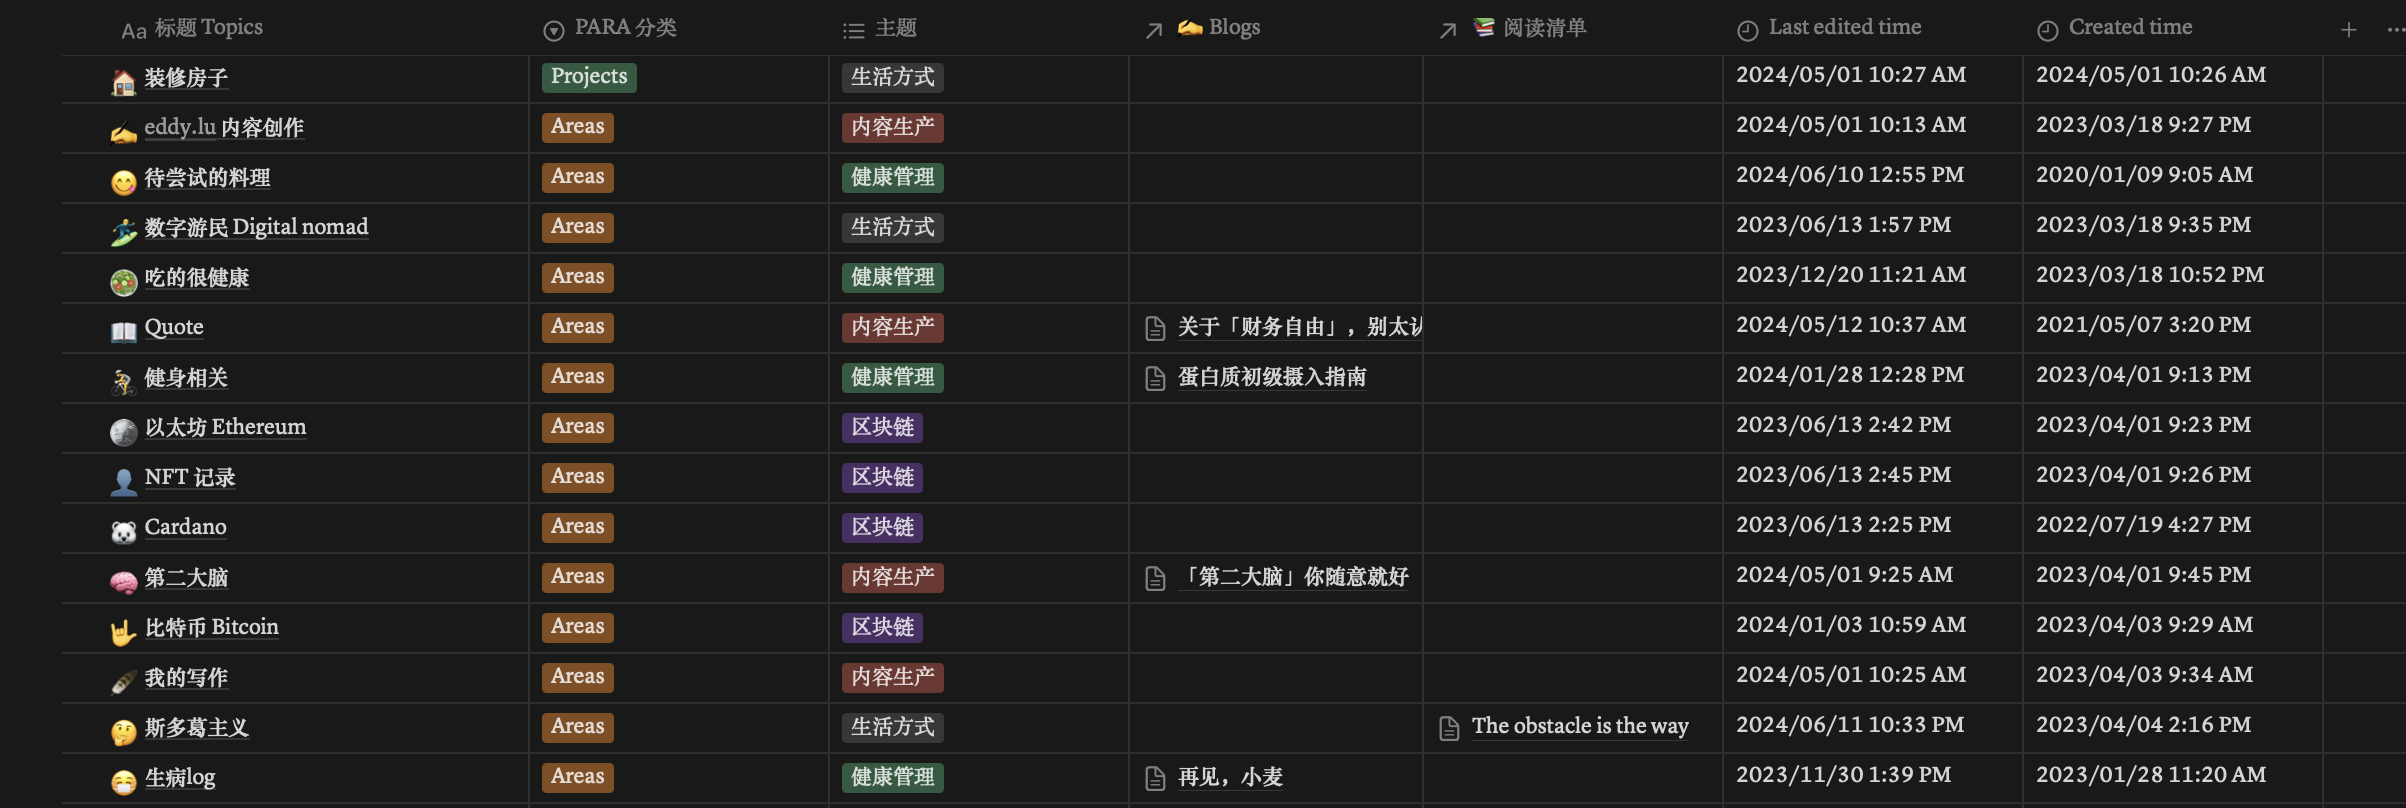 标题 Topics PARA 分类 主题 Blogs 阅读清单 Last edited time Created time
装修房子 Projects 生活方式 2024/05/01 10:27 AM 2024/05/01 10:26 AM
eddy.lu 内容创作 Areas 内容生产 2024/05/01 10:13 AM 2023/03/18 9:27 PM
待尝试的料理 Areas 健康管理 2024/06/10 12:55 PM 2020/01/09 9:05 AM
数字游民 Digital nomad Areas 生活方式 2023/06/13 1:57 PM 2023/03/18 9:35 PM
吃的很健康 Areas 健康管理 2023/12/20 11:21 AM 2023/03/18 10:52 PM
Quote Areas 内容生产 关于「财务自由」，别太 2024/05/12 10:37 AM 2021/05/07 3:20 PM
健身相关 Areas 健康管理 蛋白质初级摄入指南 2024/01/28 12:28 PM 2023/04/01 9:13 PM
以太坊 Ethereum Areas 区块链 2023/06/13 2:42 PM 2023/04/01 9:23 PM
NFT 记录 Areas 区块链 2023/06/13 2:45 PM 2023/04/01 9:26 PM
Cardano Areas 区块链 2023/06/13 2:25 PM 2022/07/19 4:27 PM
第二大脑 Areas 内容生产 「第二大脑」你随意就好 2024/05/01 9:25 AM 2023/04/01 9:45 PM
比特币 Bitcoin Areas 区块链 2024/01/03 10:59 AM 2023/04/03 9:29 AM
我的写作 Areas 内容生产 2024/05/01 10:25 AM 2023/04/03 9:34 AM
斯多葛主义 Areas 生活方式 The obstacle is the way 2024/06/11 10:33 PM 2023/04/04 2:16 PM
生病log Areas 健康管理 再见，小麦 2023/11/30 1:39 PM 2023/01/28 11:20 AM